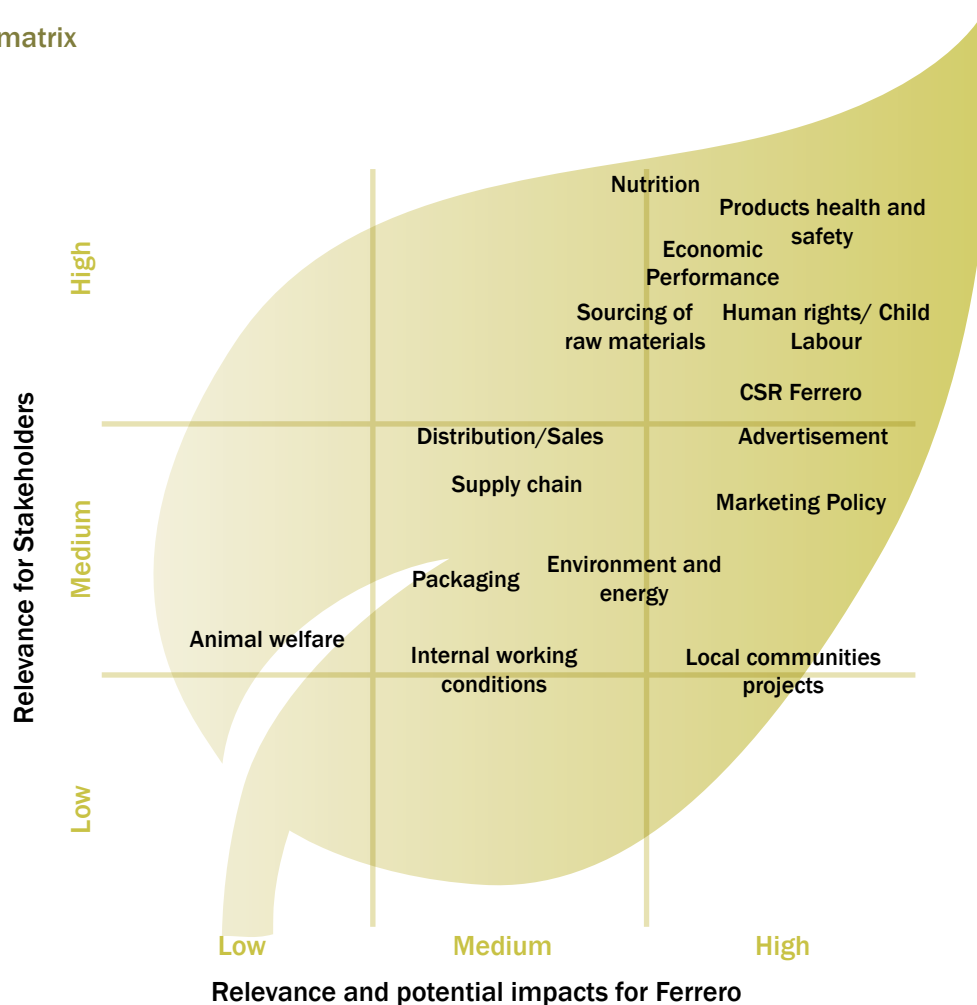 matrix
Nutrition
Products health and
safety
Economic
Performance
Sourcing of
raw materials
Human rights/ Child
Labour
CSR Ferrero
High
Distribution/Sales
Advertisement
Supply chain
Marketing Policy
Medium
Packaging
Environment and
energy
Animal welfare
Internal working
conditions
Local communities
projects
Low
Relevance for Stakeholders
Low
Medium
High
Relevance and potential impacts for Ferrero